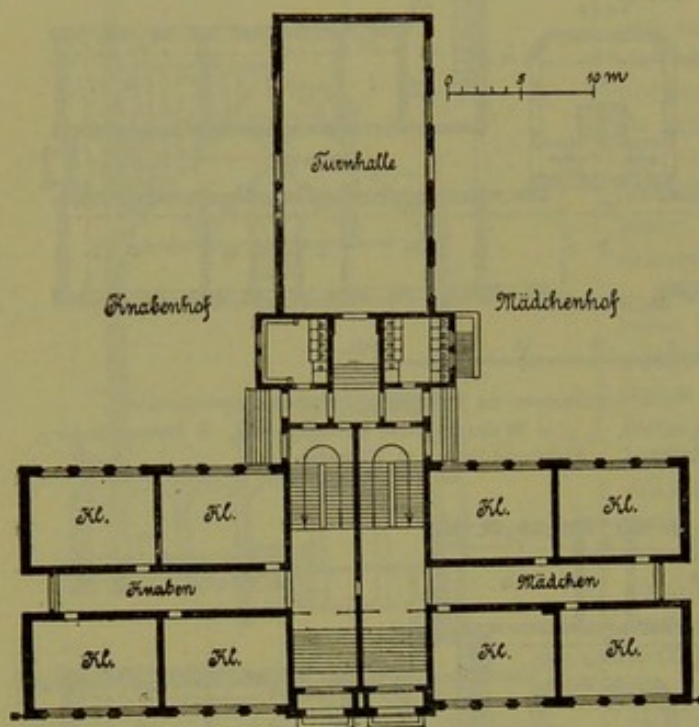 0 5 10 m
Turnhalle
Knabenhof Mädchenhof
Kl. Kl. Kl. Kl.
Knaben Mädchen
Kl. Kl. Kl. Kl.